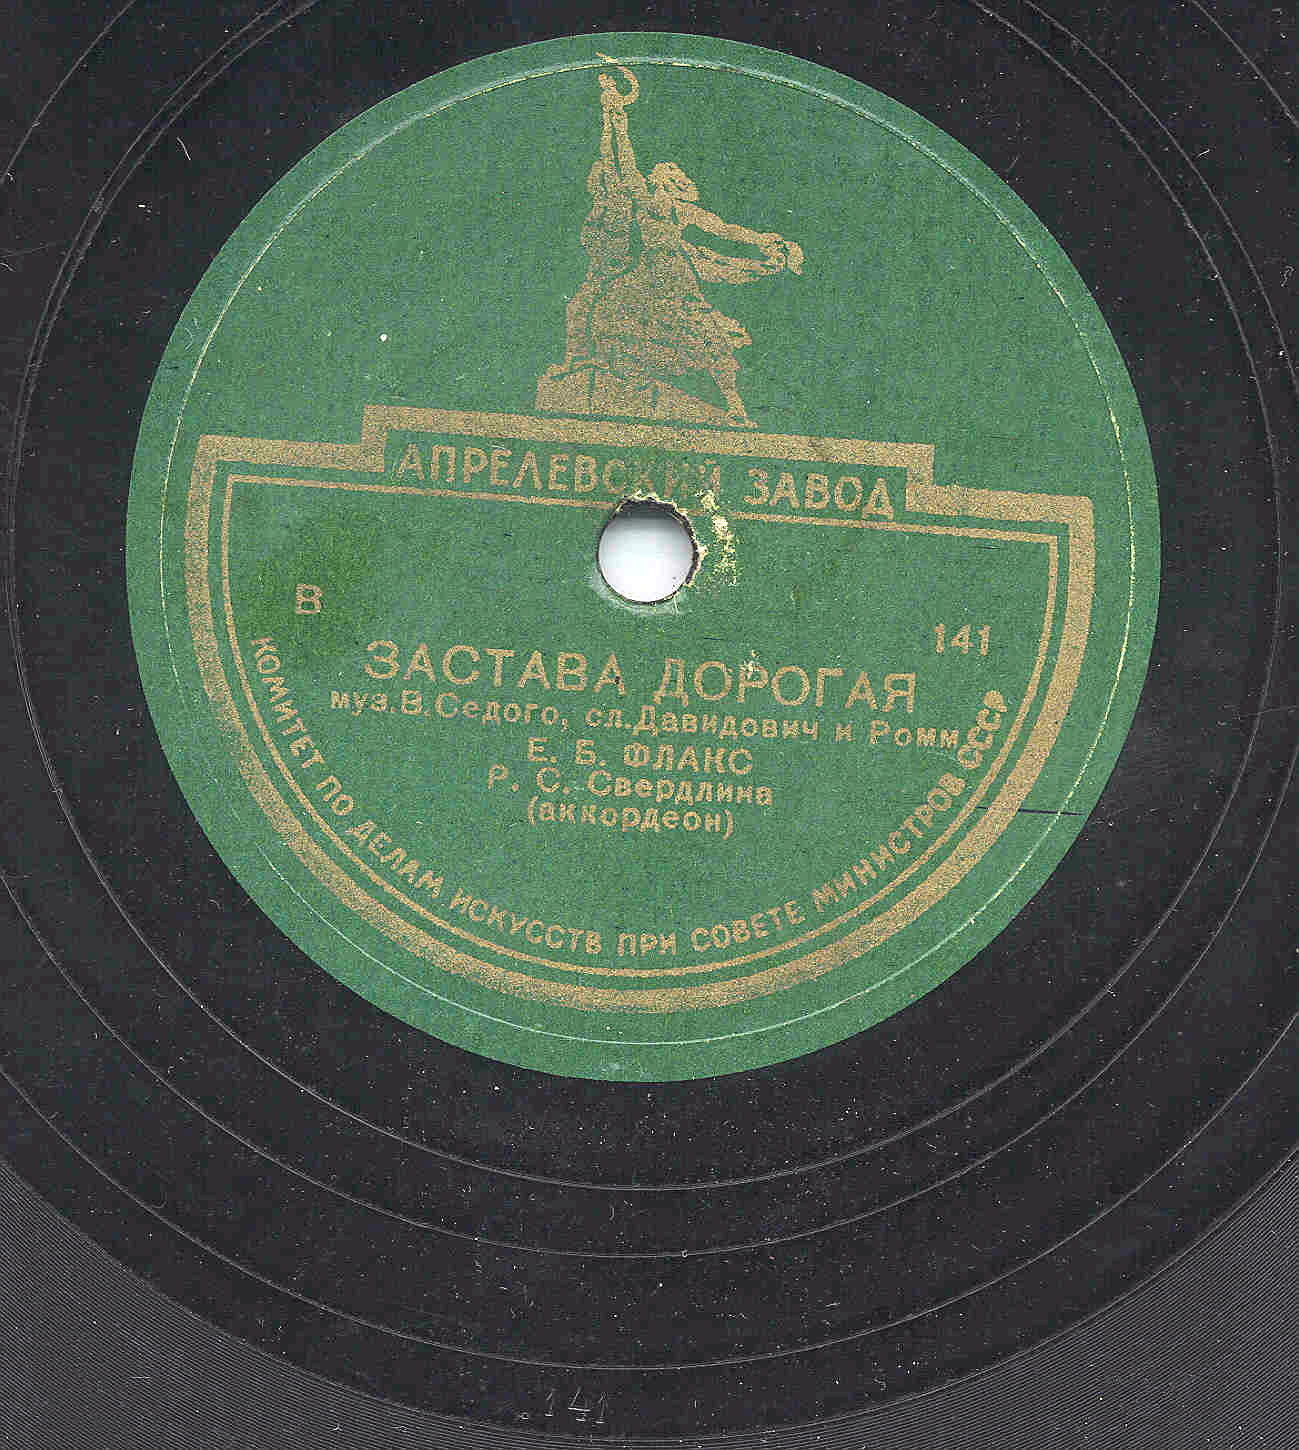 АПРЕЛЕВСКИЙ ЗАВОД
В
141
ЗАСТАВА ДОРОГАЯ
муз. В. Седого, сл. Давидович и Ромм
Е. Б. ФЛАКС
Р. С. Свердлина
(аккордеон)
КОМИТЕТ ПО ДЕЛАМ ИСКУССТВ ПРИ СОВЕТЕ МИНИСТРОВ СССР
141